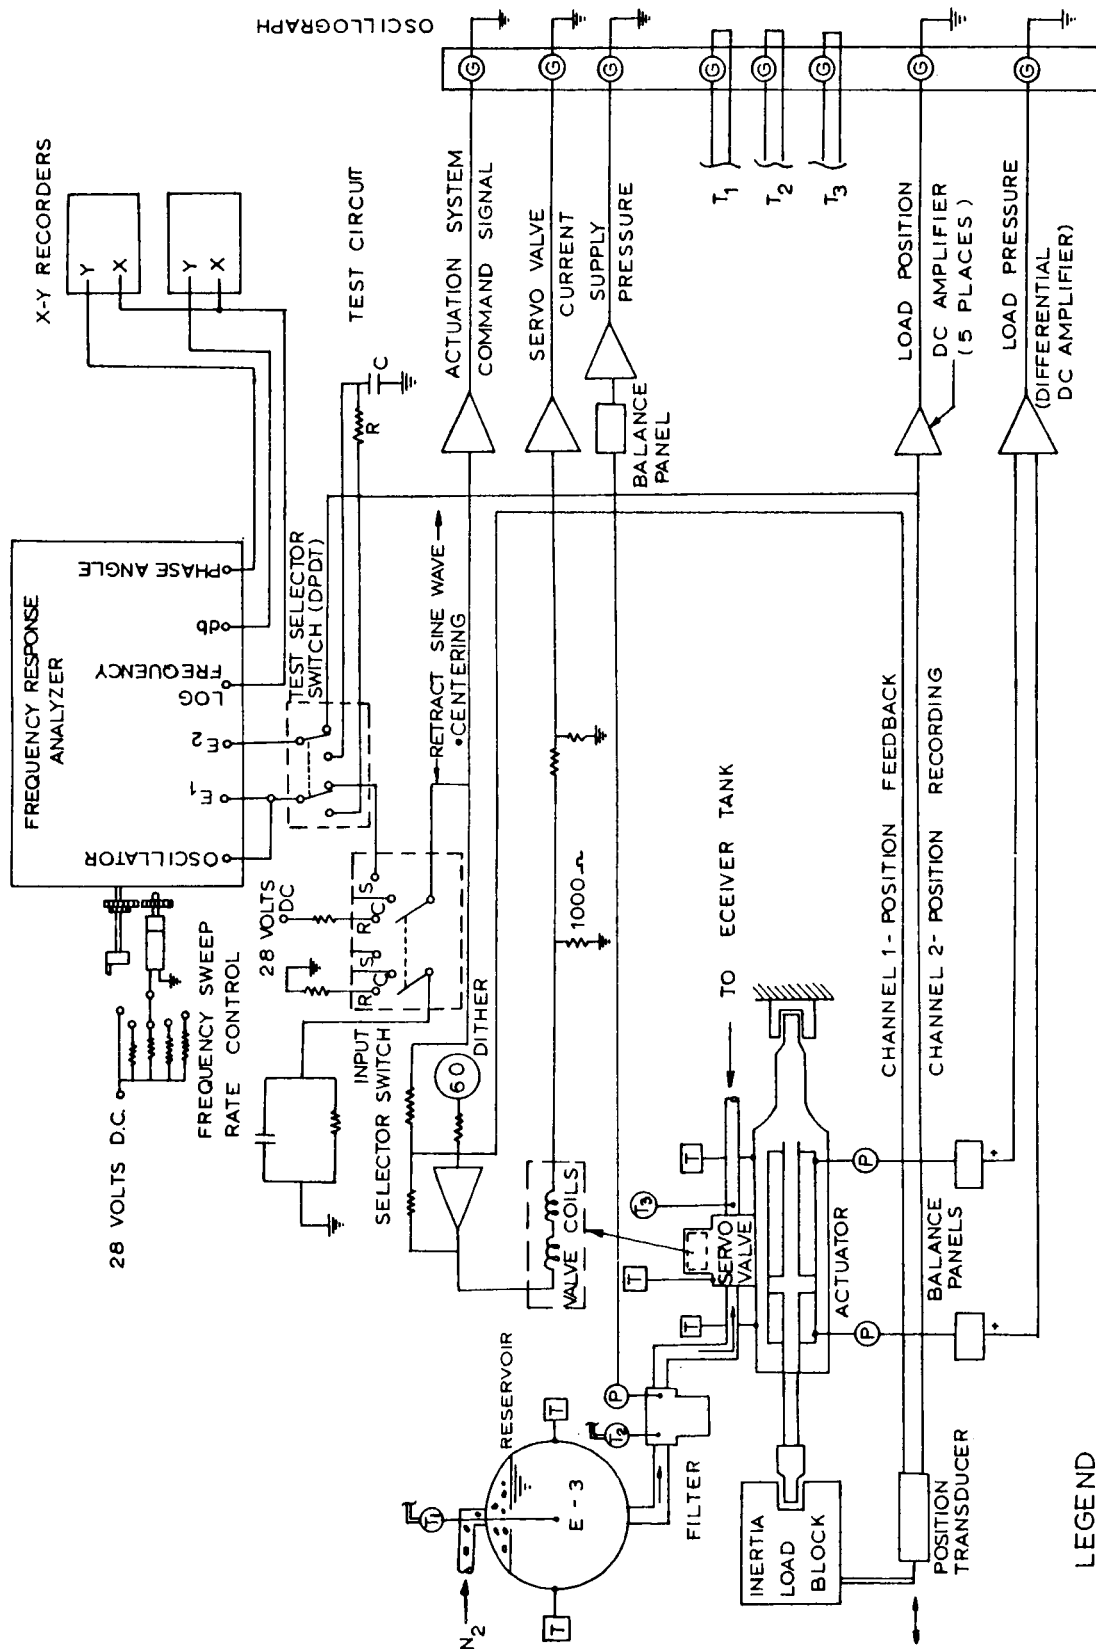 OSCILLOGRAPH
X-Y RECORDERS
Y
X
Y
X
FREQUENCY RESPONSE
ANALYZER
OSCILLATOR
E1
E2
LOG
FREQUENCY
db
PHASE ANGLE
TEST SELECTOR
SWITCH (DPDT)
TEST CIRCUIT
R
C
28 VOLTS D.C.
FREQUENCY SWEEP
RATE CONTROL
28 VOLTS
DC
R
C
S
R
C
S
INPUT
SELECTOR SWITCH
RETRACT SINE WAVE
•CENTERING
60
DITHER
ACTUATION SYSTEM
COMMAND SIGNAL
G
SERVO VALVE
CURRENT
G
SUPPLY
PRESSURE
G
BALANCE
PANEL
VALVE COILS
1000 Ω
T1
G
T2
G
T3
G
N2
T1
RESERVOIR
E-3
T
T
T2
P
FILTER
T
T
T
T3
SERVO
VALVE
TO ECEIVER TANK
ACTUATOR
INERTIA
LOAD
BLOCK
POSITION
TRANSDUCER
P
P
BALANCE
PANELS
+
+
CHANNEL 1 - POSITION FEEDBACK
CHANNEL 2 - POSITION RECORDING
LOAD POSITION
DC AMPLIFIER
(5 PLACES)
G
LOAD PRESSURE
(DIFFERENTIAL
DC AMPLIFIER)
G
LEGEND